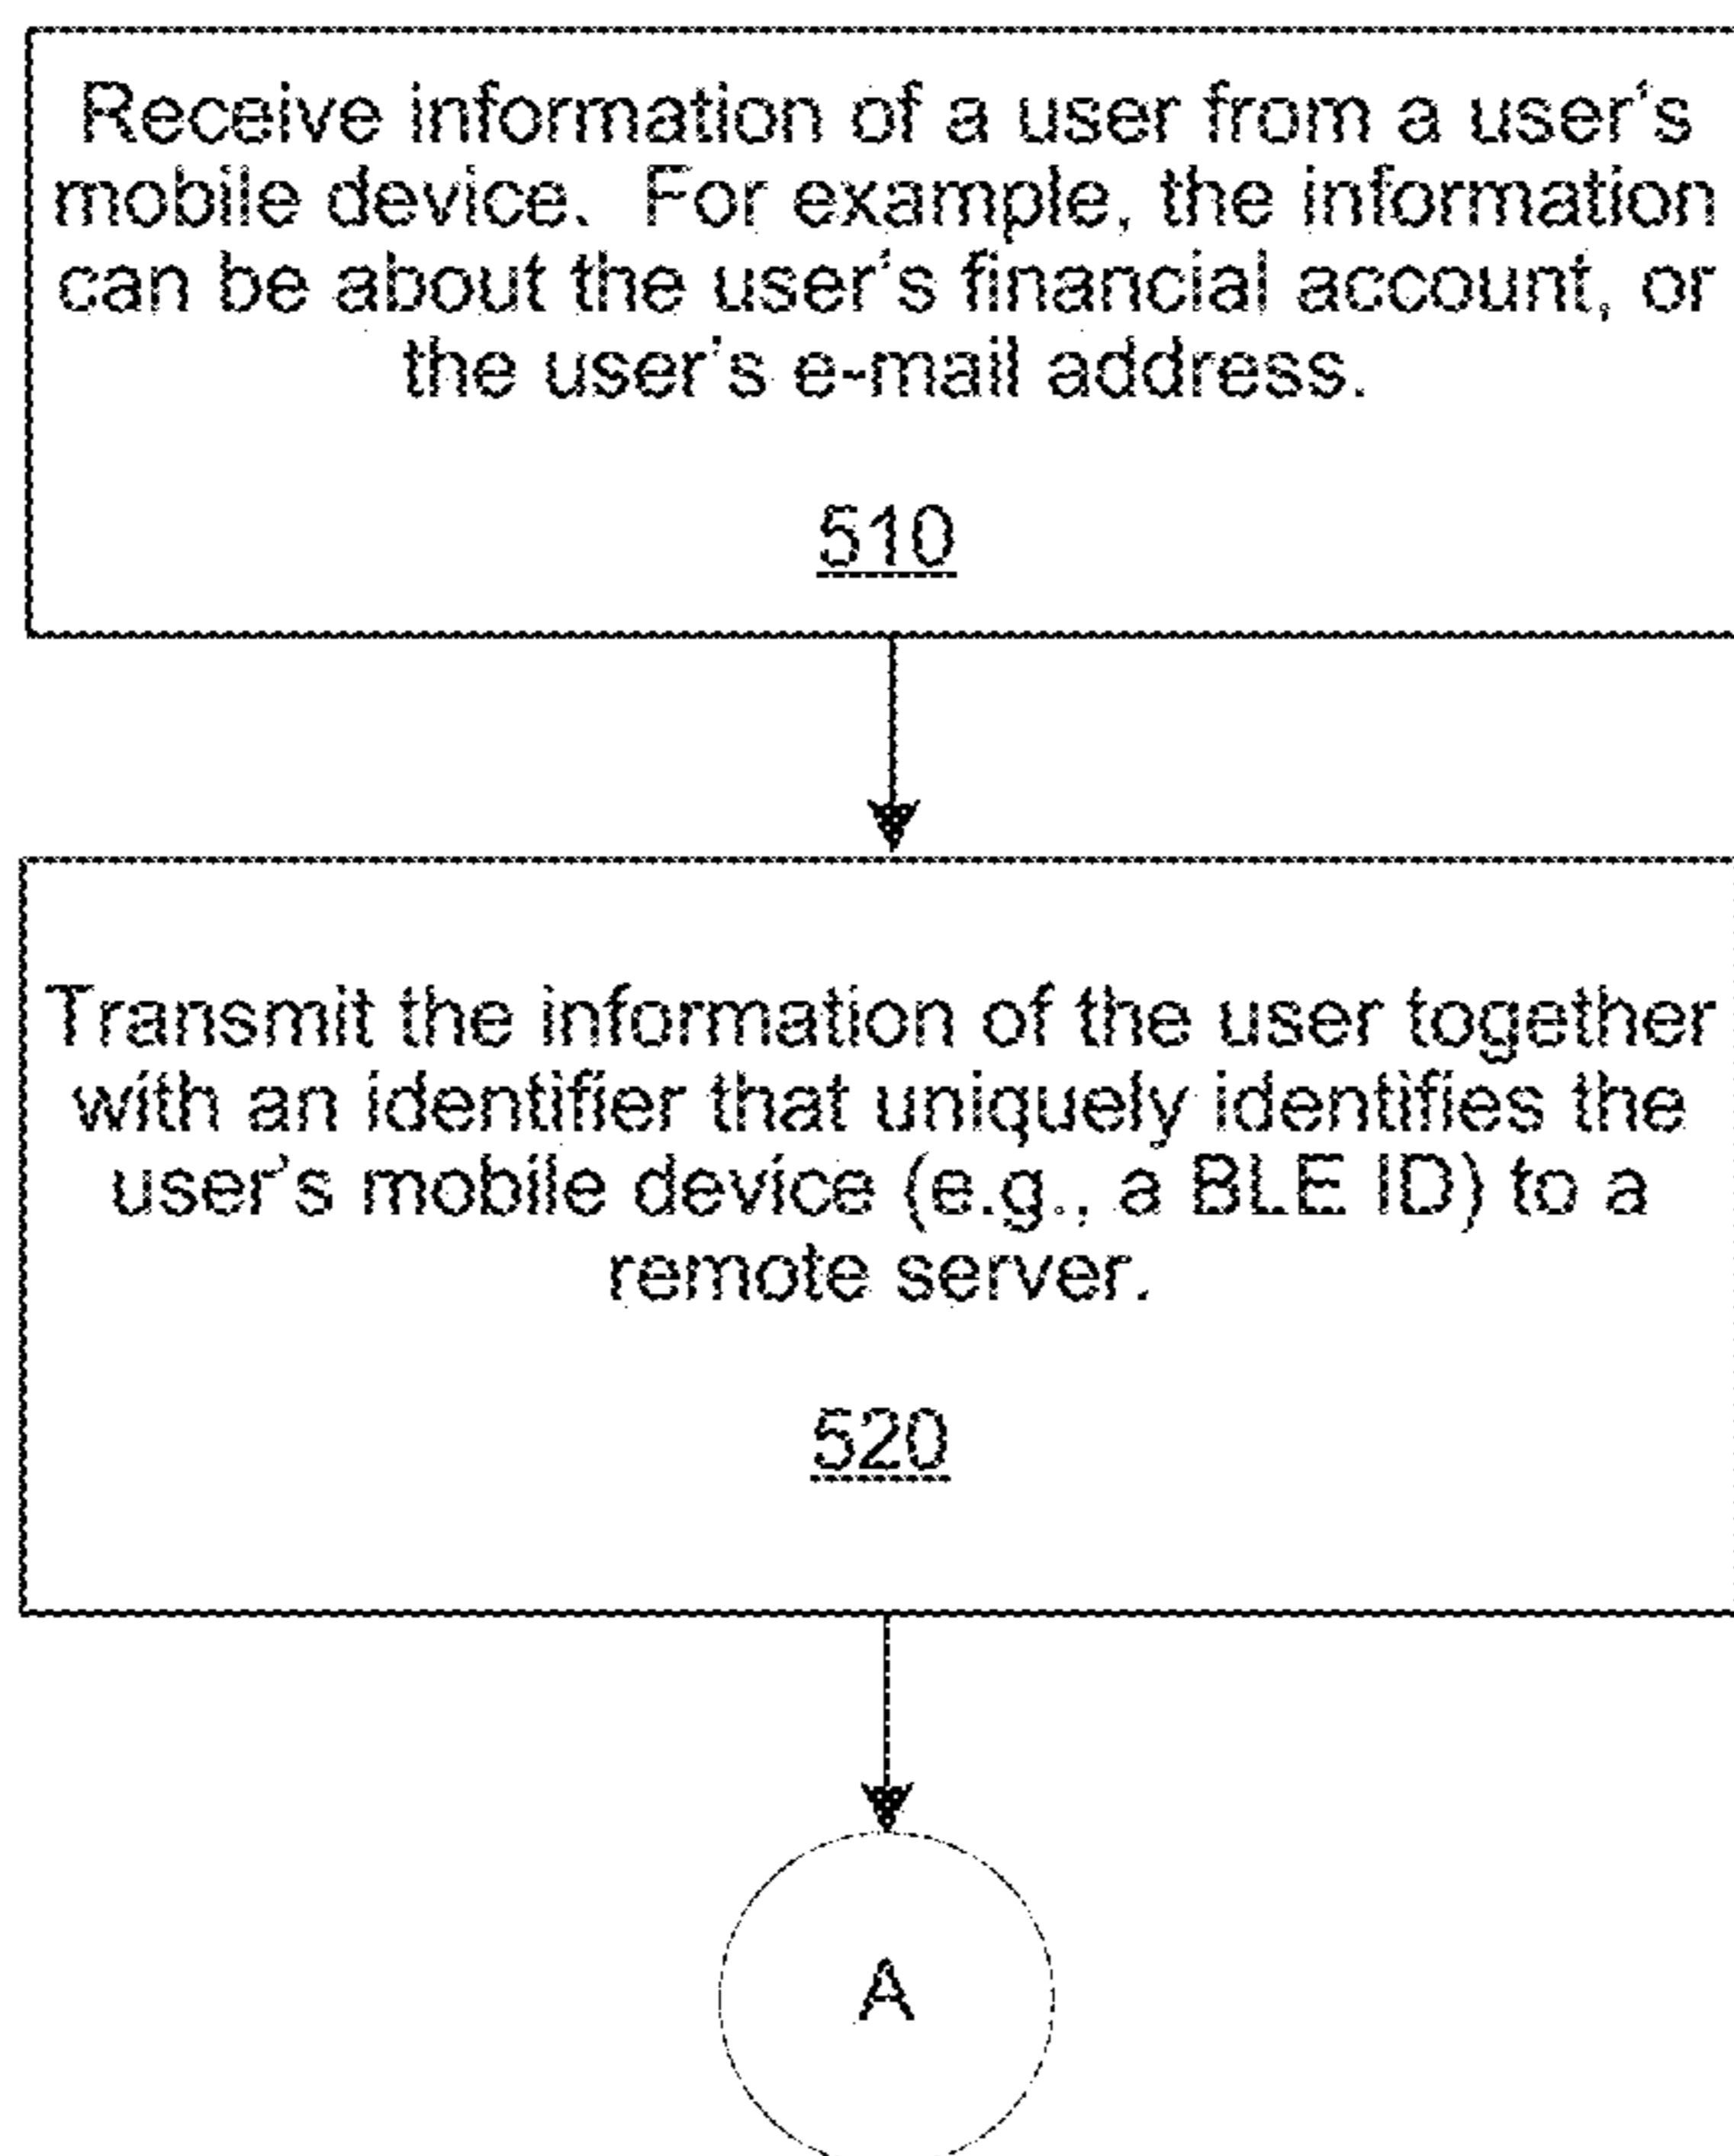 Receive information of a user from a user's
mobile device. For example, the information
can be about the user's financial account, or
the user's e-mail address.
510
Transmit the information of the user together
with an identifier that uniquely identifies the
user's mobile device (e.g., a BLE ID) to a
remote server.
520
A